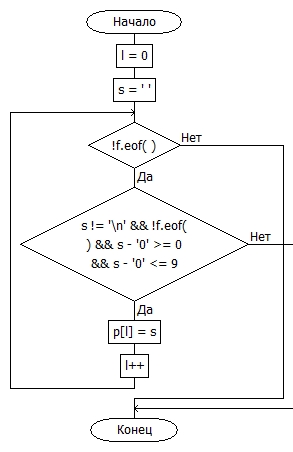 Начало
l = 0
s = ' '
!f.eof( )
Нет
Да
s != '\n' && !f.eof(
) && s - '0' >= 0
&& s - '0' <= 9
Нет
Да
p[l] = s
l++
Конец